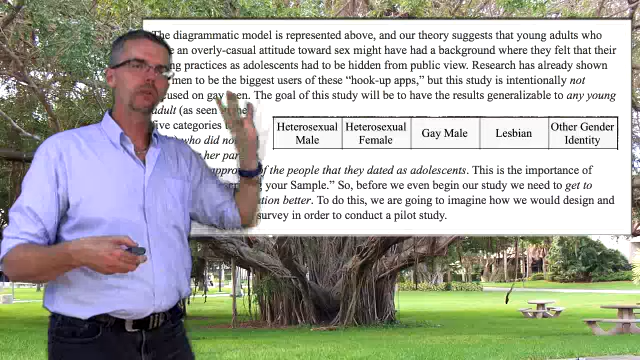 The diagrammatic model is represented above, and our theory suggests that young adults who
an overly-casual attitude toward sex might have had a background where they felt that their
practices as adolescents had to be hidden from public view. Research has already shown
men to be the biggest users of these “hook-up apps,” but this study is intentionally not
on gay men. The goal of this study will to have the results generalizable to any young
adult (as seen in the
five categories
who did no
her par
of the people that they dated as adolescents. This is the importance of
your Sample.” So, before we even begin our study we need to get to
better. To do this, we are going to imagine how we would design and
survey in order to conduct a pilot study.
Heterosexual Male
Heterosexual Female
Gay Male
Lesbian
Other Gender Identity